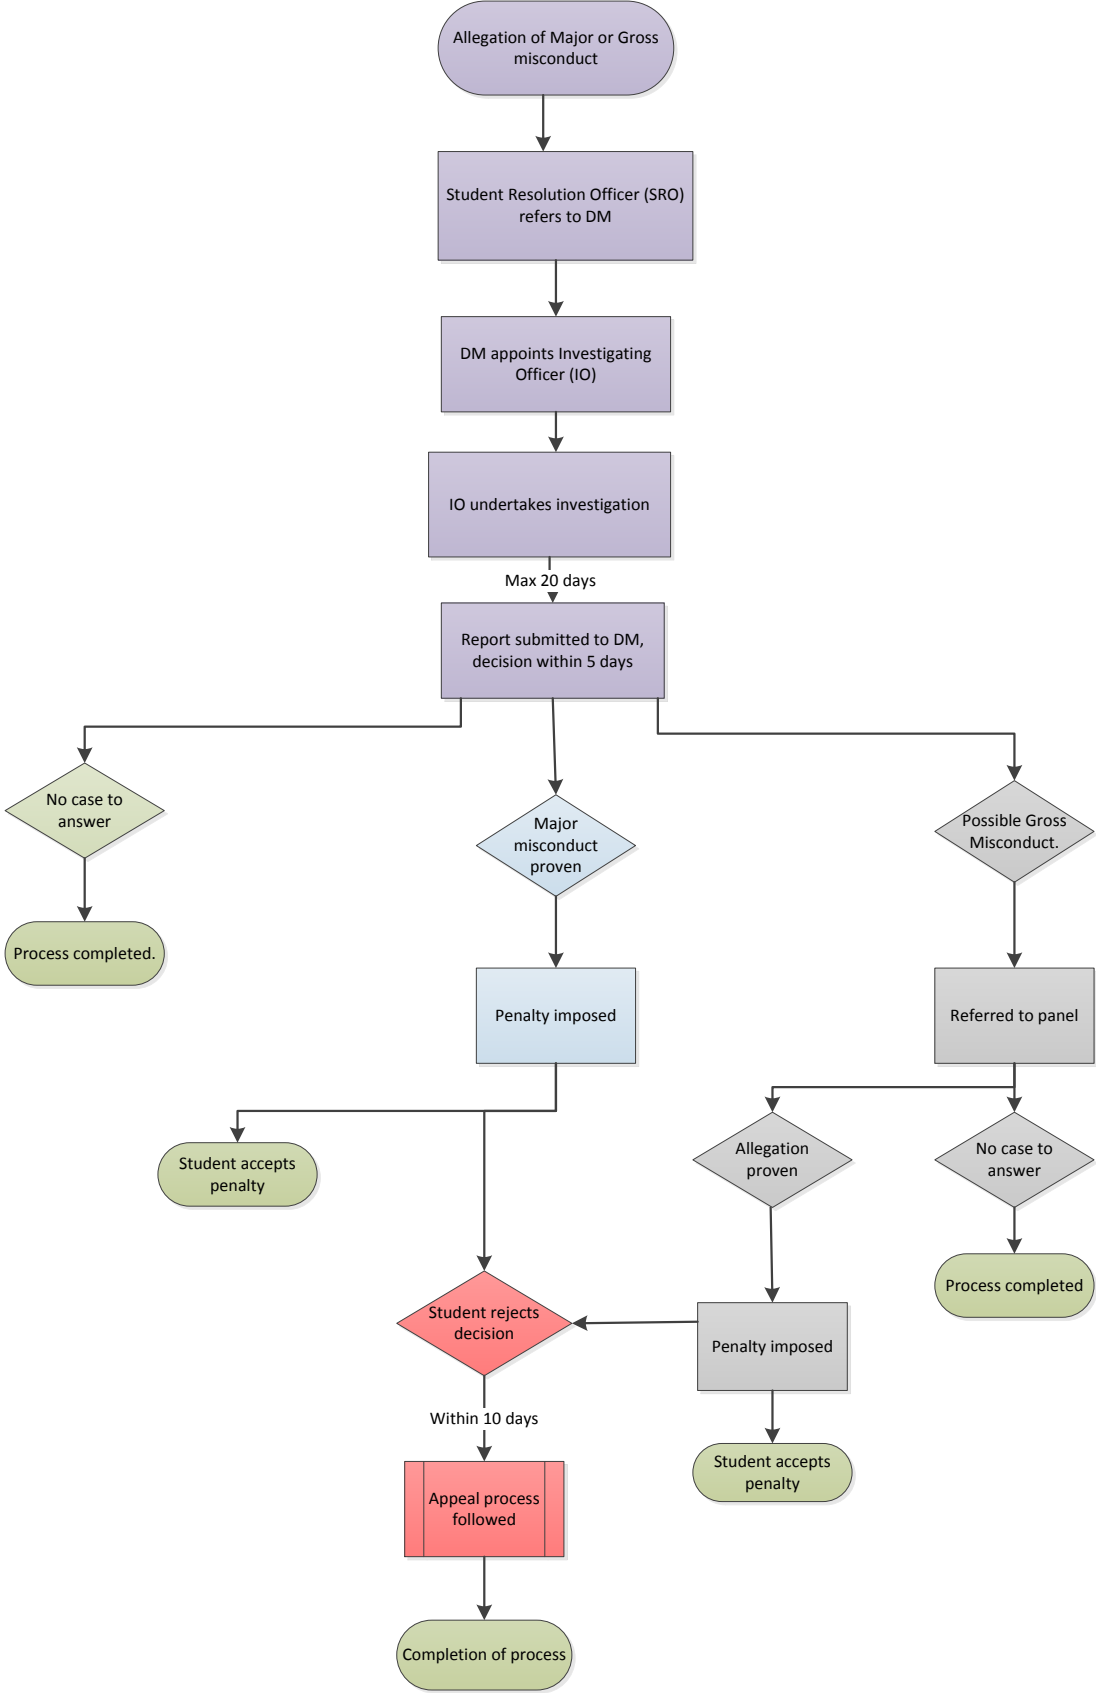 Allegation of Major or Gross
misconduct
Student Resolution Officer (SRO)
refers to DM
DM appoints Investigating
Officer (IO)
IO undertakes investigation
Max 20 days
Report submitted to DM,
decision within 5 days
No case to
answer
Major
misconduct
proven
Possible Gross
Misconduct.
Process completed.
Penalty imposed
Referred to panel
Student accepts
penalty
Allegation
proven
No case to
answer
Process completed
Student rejects
decision
Penalty imposed
Within 10 days
Student accepts
penalty
Appeal process
followed
Completion of process